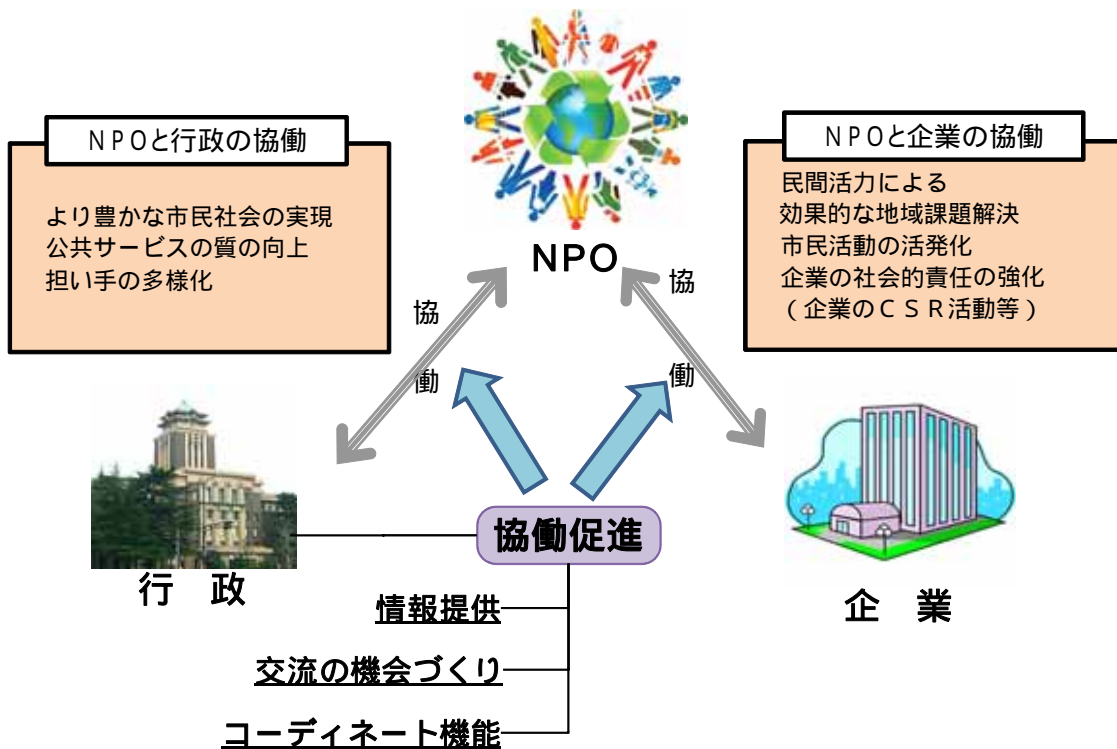 NPOと行政の協働
より豊かな市民社会の実現
公共サービスの質の向上
担い手の多様化
NPO
NPOと企業の協働
民間活力による
効果的な地域課題解決
市民活動の活発化
企業の社会的責任の強化
(企業のCSR活動等)
協
働
協
働
行 政
協働促進
企 業
情報提供
交流の機会づくり
コーディネート機能